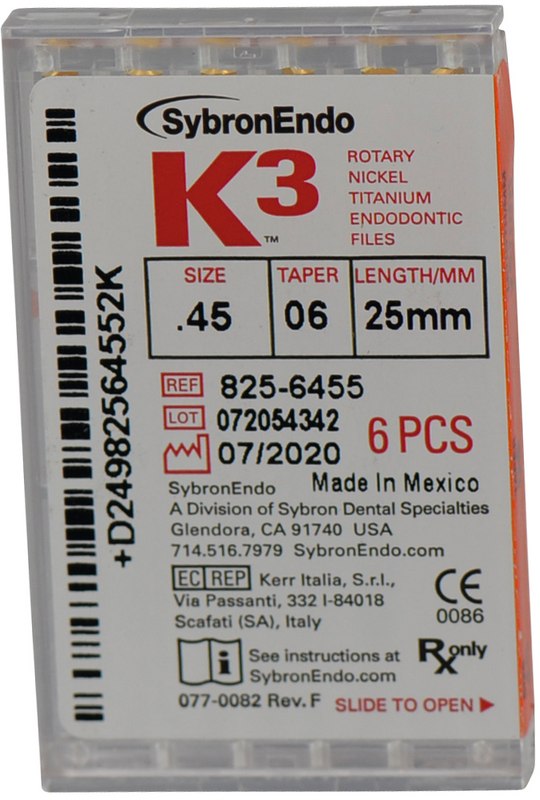 SybronEndo
K3™
ROTARY
NICKEL
TITANIUM
ENDODONTIC
FILES
SIZE TAPER LENGTH/MM
.45 06 25mm
REF 825-6455
LOT 072054342
07/2020 6 PCS
SybronEndo Made In Mexico
A Division of Sybron Dental Specialties
Glendora, CA 91740 USA
714.516.7979 SybronEndo.com
EC REP Kerr Italia, S.r.l.,
Via Passanti, 332 I-84018
Scafati (SA), Italy
CE
0086
i See instructions at
SybronEndo.com
Rx only
077-0082 Rev. F SLIDE TO OPEN ▶
+D24982564552K